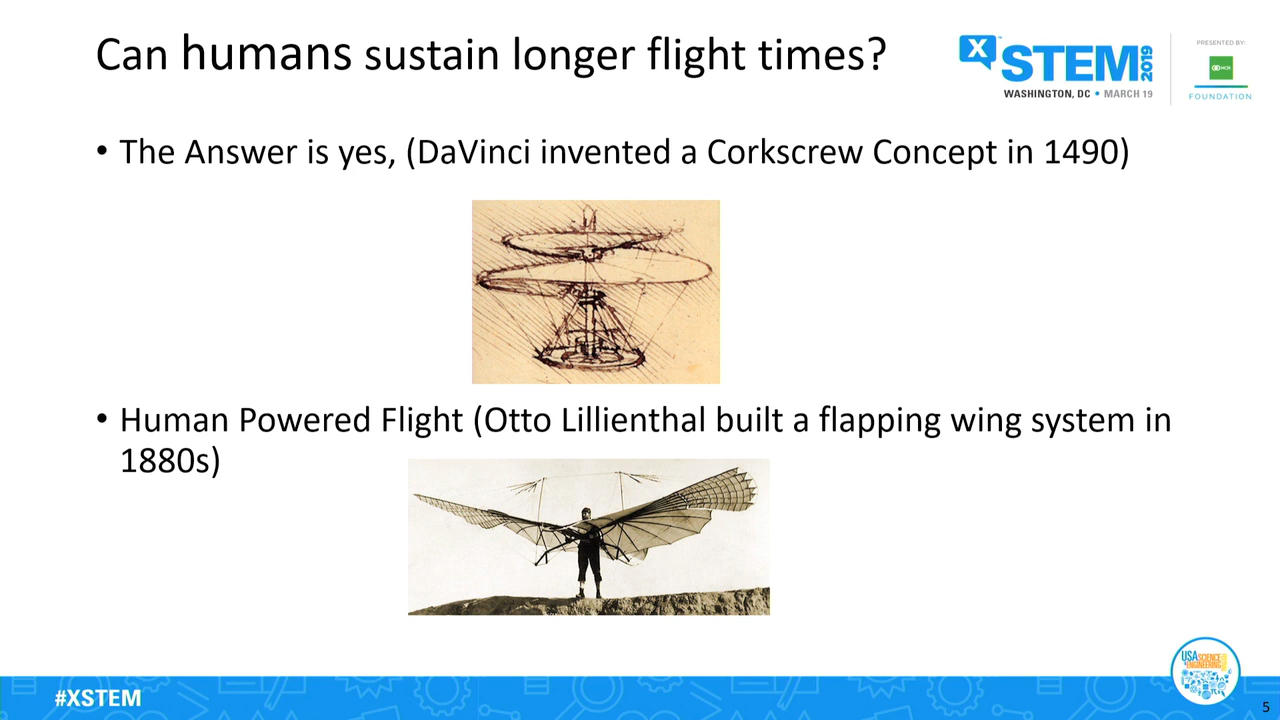 Can humans sustain longer flight times?
X STEM 2019
WASHINGTON, DC • MARCH 19
PRESENTED BY:
MCR
FOUNDATION
• The Answer is yes, (DaVinci invented a Corkscrew Concept in 1490)
• Human Powered Flight (Otto Lillienthal built a flapping wing system in
1880s)
#XSTEM
USA SCIENCE
& ENGINEERING
5